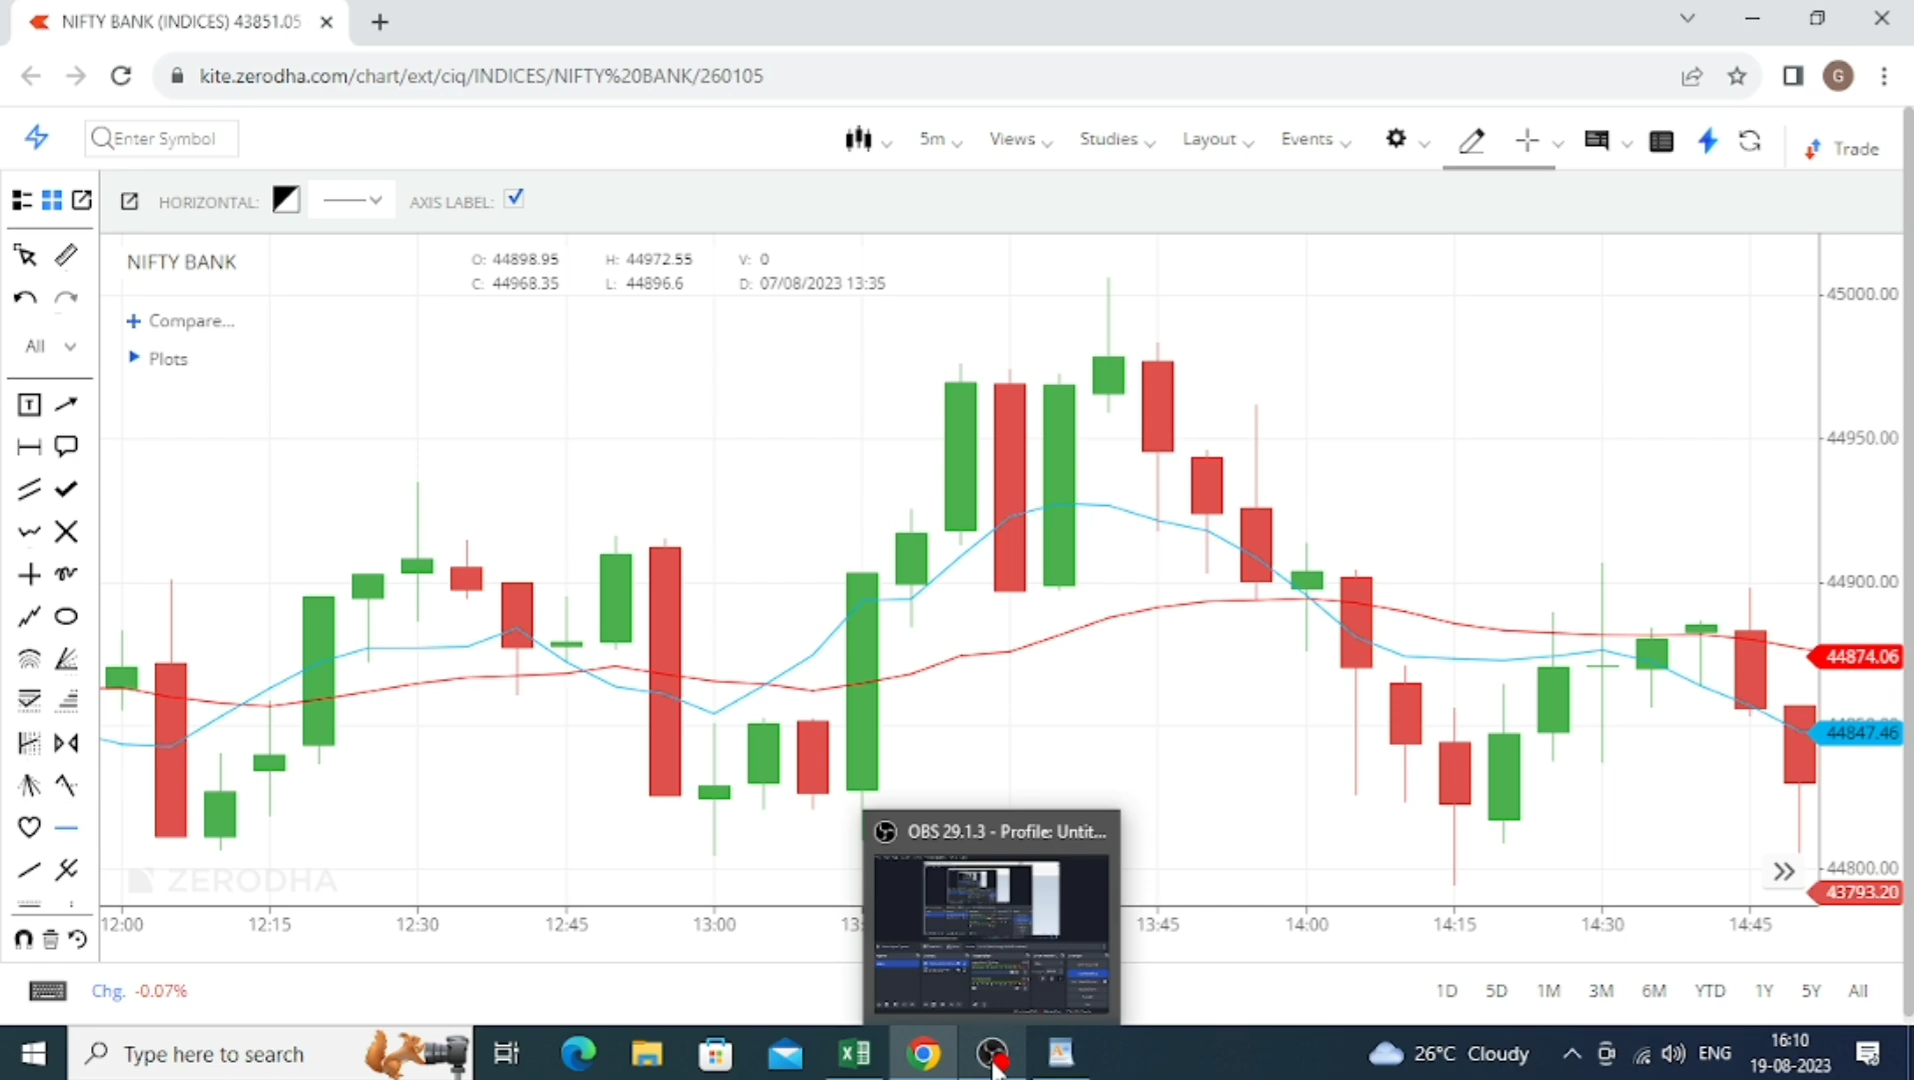 NIFTY BANK (INDICES) 43851.05
kite.zerodha.com/chart/ext/ciq/INDICES/NIFTY%20BANK/260105
G
Enter Symbol
5m
Views
Studies
Layout
Events
Trade
HORIZONTAL:
AXIS LABEL:
NIFTY BANK
O: 44898.95 H: 44972.55 V: 0
C: 44968.35 L: 44896.6 D: 07/08/2023 13:35
+ Compare...
Plots
All
T
45000.00
44950.00
44900.00
44874.06
44847.46
44800.00
43793.20
ZERODHA
12:00 12:15 12:30 12:45 13:00 13:45 14:00 14:15 14:30 14:45
OBS 29.1.3 - Profile: Untit...
Chg. -0.07%
1D 5D 1M 3M 6M YTD 1Y 5Y All
Type here to search
26°C Cloudy
ENG
16:10
19-08-2023